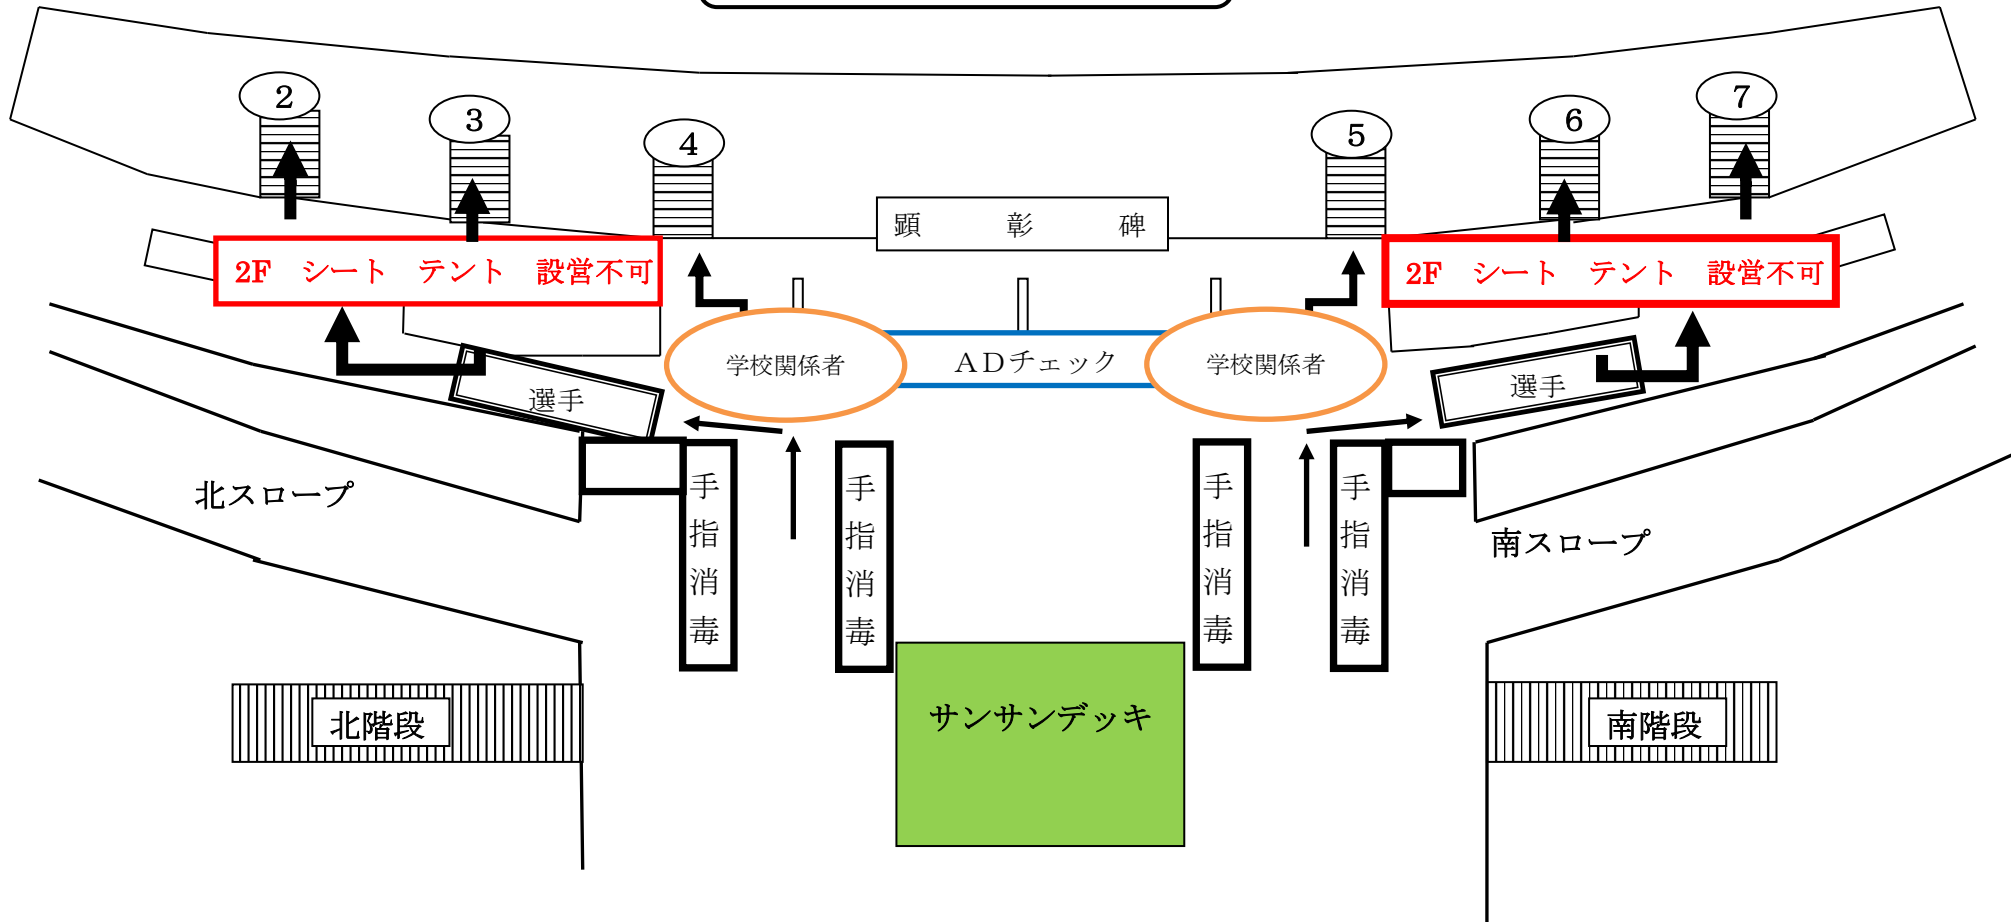 2
3
4
5
6
7
顕　彰　碑
2F　シート　テント　設営不可
2F　シート　テント　設営不可
学校関係者
ADチェック
学校関係者
選手
選手
手指消毒
手指消毒
手指消毒
手指消毒
北スロープ
南スロープ
サンサンデッキ
北階段
南階段